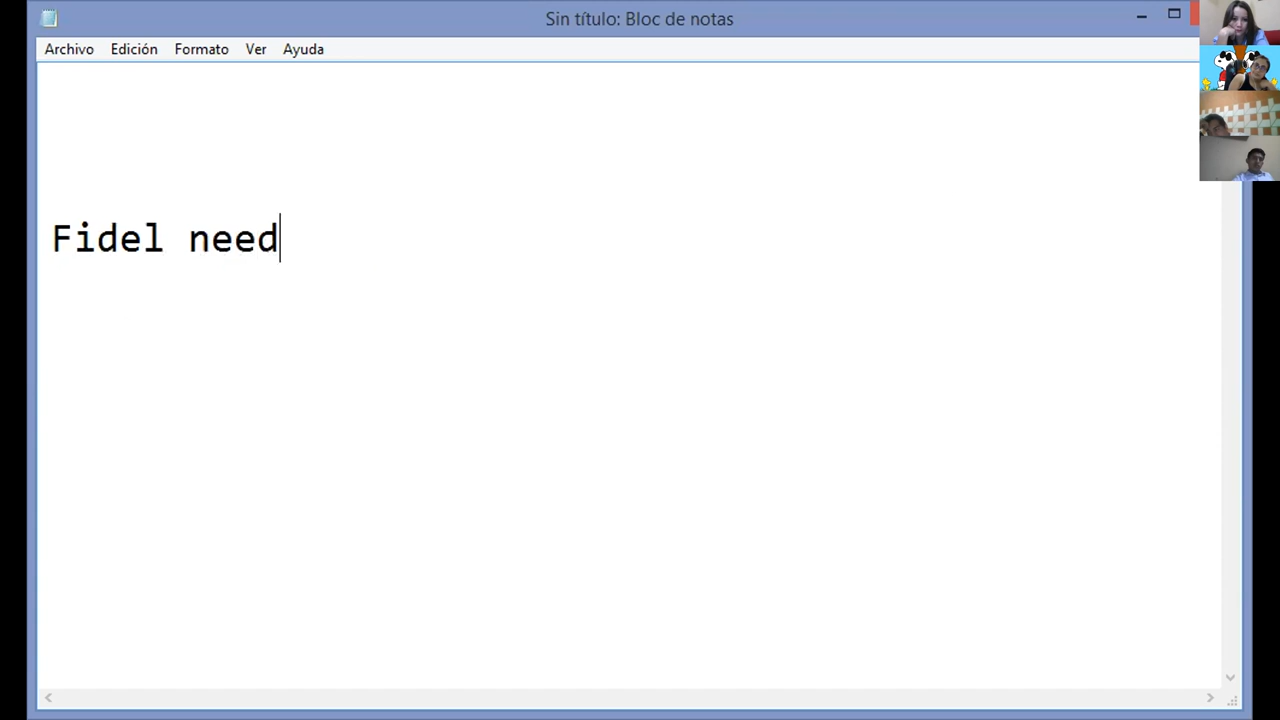 Sin título: Bloc de notas
Archivo Edición Formato Ver Ayuda
Fidel need